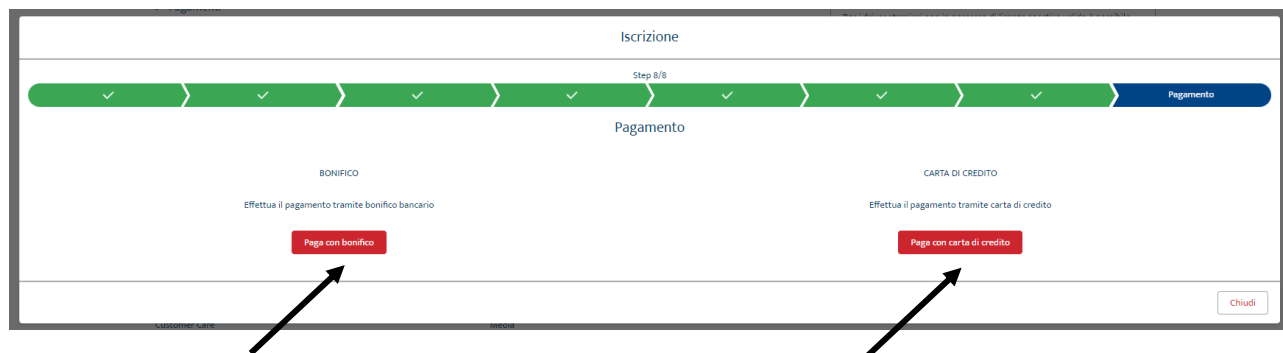 Pagamenti
Iscrizione
Step 8/8
Pagamento
Pagamento
BONIFICO
CARTA DI CREDITO
Effettua il pagamento tramite bonifico bancario
Effettua il pagamento tramite carta di credito
Paga con bonifico
Paga con carta di credito
Chiudi
Customer Care
Media